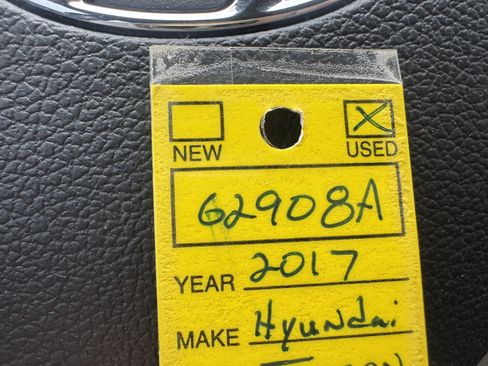 NEW USED
62908A
YEAR 2017
MAKE Hyundai